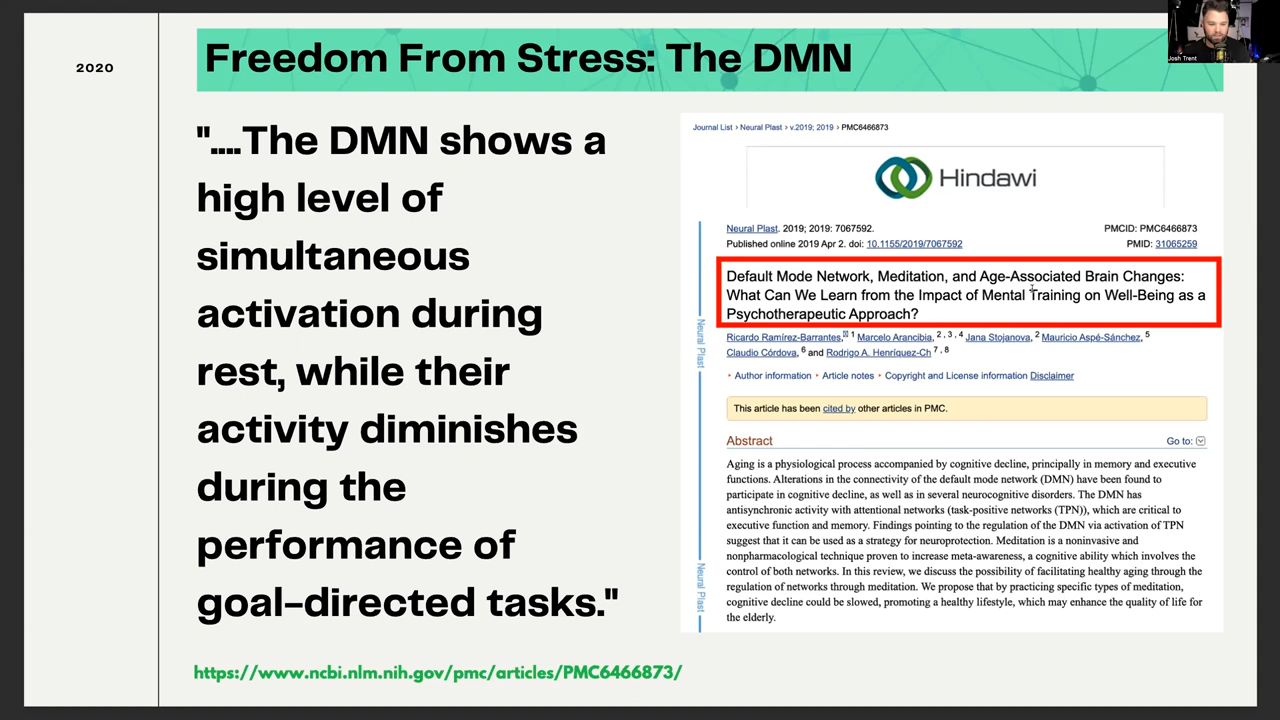 2020
Freedom From Stress: The DMN
Josh Trent
"....The DMN shows a
high level of
simultaneous
activation during
rest, while their
activity diminishes
during the
performance of
goal-directed tasks."
https://www.ncbi.nlm.nih.gov/pmc/articles/PMC6466873/
Journal List > Neural Plast > v.2019; 2019 > PMC6466873
Hindawi
Neural Plast. 2019; 2019: 7067592.
PMCID: PMC6466873
Published online 2019 Apr 2. doi: 10.1155/2019/7067592
PMID: 31065259
Default Mode Network, Meditation, and Age-Associated Brain Changes:
What Can We Learn from the Impact of Mental Training on Well-Being as a
Psychotherapeutic Approach?
Ricardo Ramírez-Barrantes, 1 Marcelo Arancibia, 2 , 3 , 4 Jana Stojanova, 2 Mauricio Aspé-Sánchez, 5
Claudio Córdova, 6 and Rodrigo A. Henríquez-Ch 7 , 8
▸ Author information ▸ Article notes ▸ Copyright and License information Disclaimer
This article has been cited by other articles in PMC.
Abstract
Go to:
Aging is a physiological process accompanied by cognitive decline, principally in memory and executive
functions. Alterations in the connectivity of the default mode network (DMN) have been found to
participate in cognitive decline, as well as in several neurocognitive disorders. The DMN has
antisynchronic activity with attentional networks (task-positive networks (TPN)), which are critical to
executive function and memory. Findings pointing to the regulation of the DMN via activation of TPN
suggest that it can be used as a strategy for neuroprotection. Meditation is a noninvasive and
nonpharmacological technique proven to increase meta-awareness, a cognitive ability which involves the
control of both networks. In this review, we discuss the possibility of facilitating healthy aging through the
regulation of networks through meditation. We propose that by practicing specific types of meditation,
cognitive decline could be slowed, promoting a healthy lifestyle, which may enhance the quality of life for
the elderly.
Neural Plast
Neural Plast